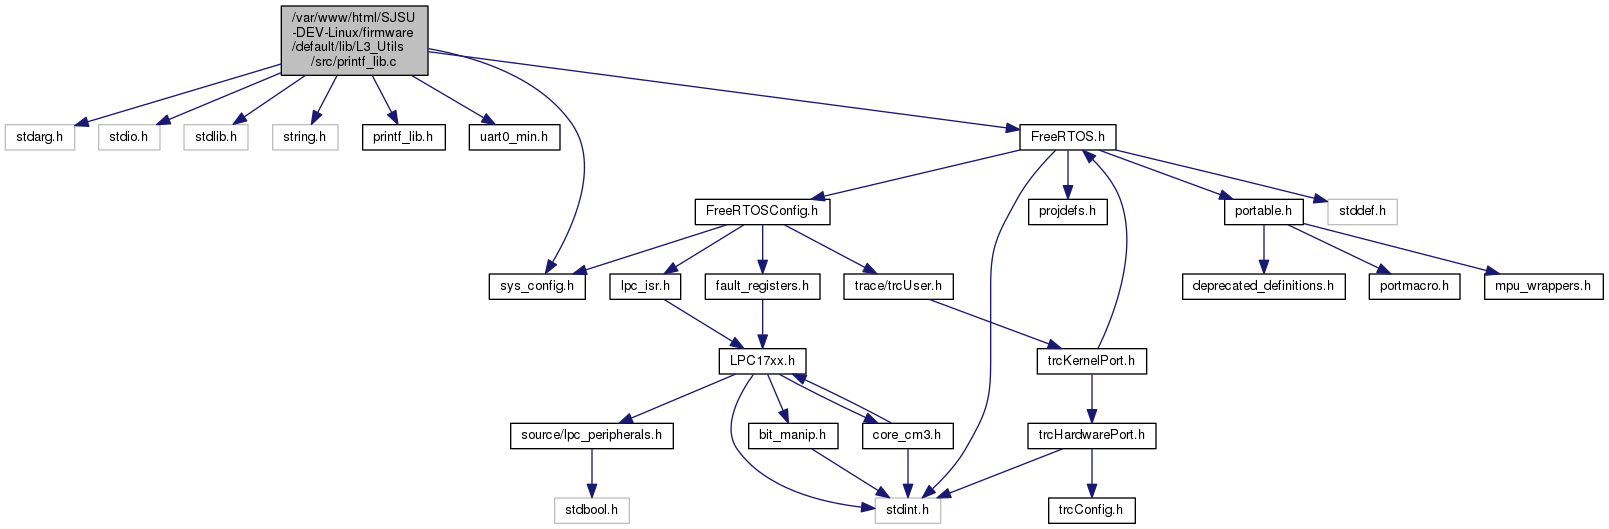 /var/www/html/SJSU
-DEV-Linux/firmware
/default/lib/L3_Utils
/src/printf_lib.c
stdarg.h
stdio.h
stdlib.h
string.h
printf_lib.h
uart0_min.h
FreeRTOS.h
FreeRTOSConfig.h
projdefs.h
portable.h
stddef.h
sys_config.h
lpc_isr.h
fault_registers.h
trace/trcUser.h
deprecated_definitions.h
portmacro.h
mpu_wrappers.h
LPC17xx.h
trcKernelPort.h
source/lpc_peripherals.h
bit_manip.h
core_cm3.h
trcHardwarePort.h
stdbool.h
stdint.h
trcConfig.h